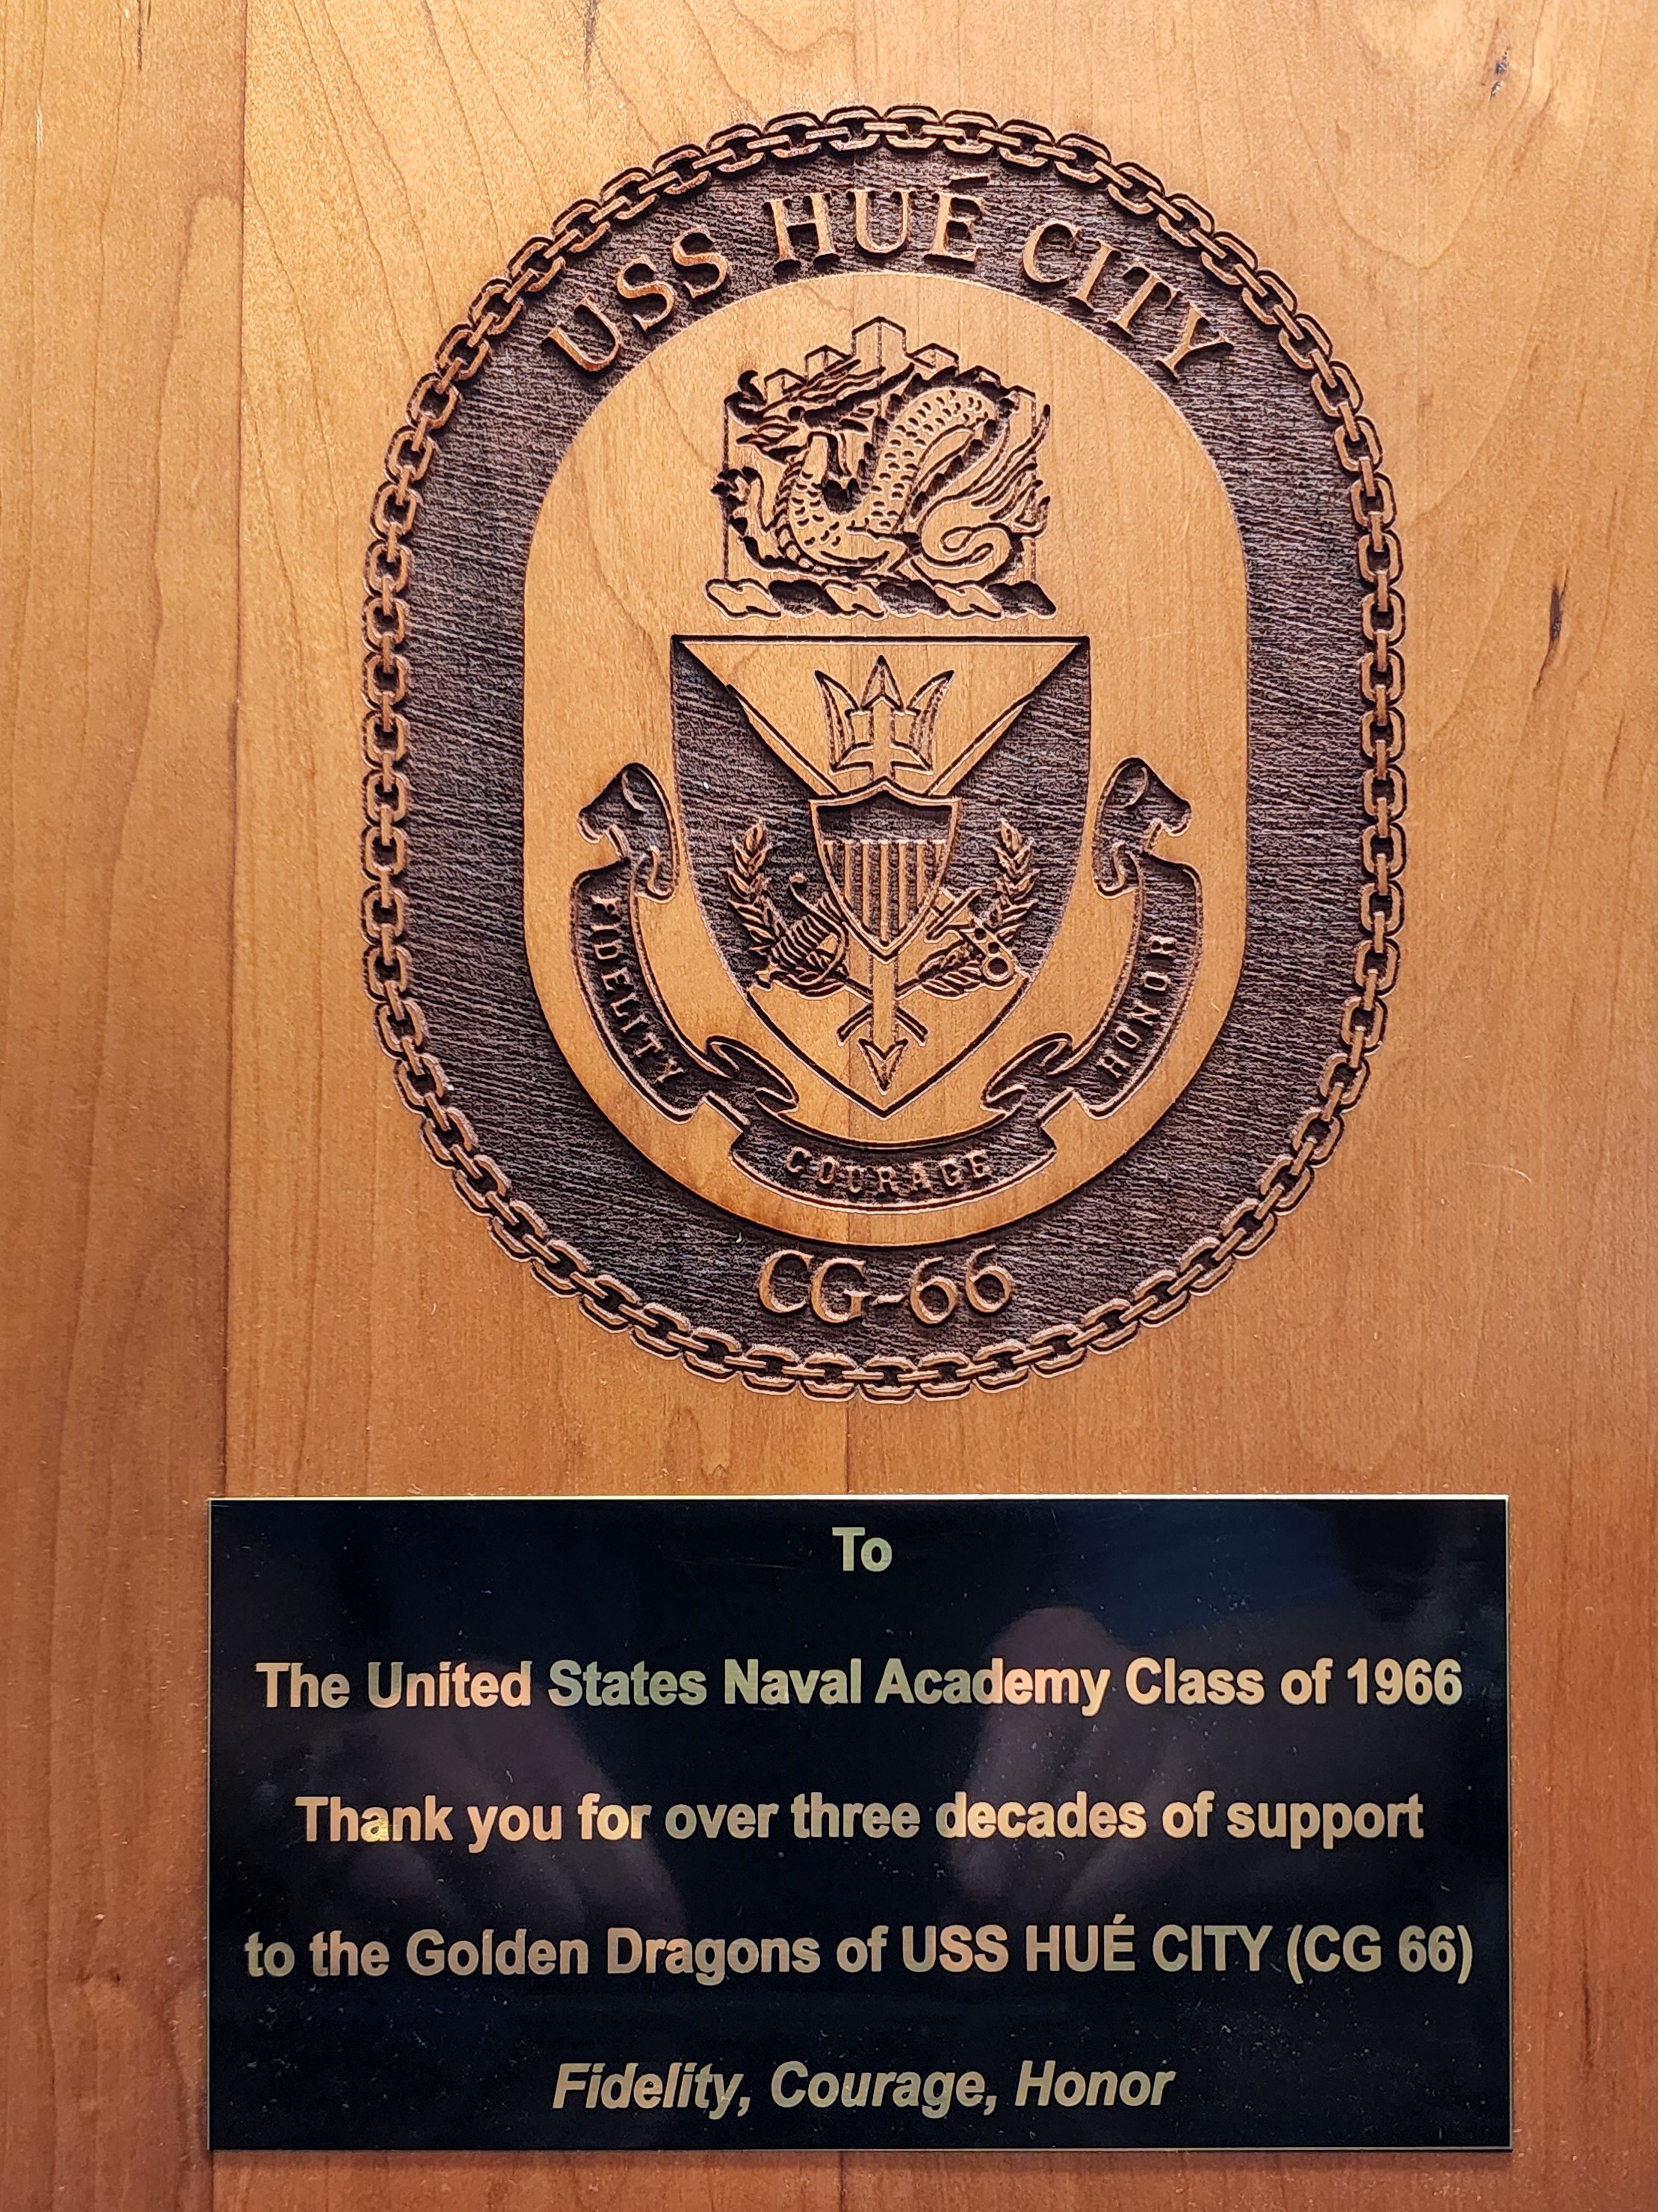 USS HUÉ CITY
FIDELITY
COURAGE
HONOR
CG-66
To
The United States Naval Academy Class of 1966
Thank you for over three decades of support
to the Golden Dragons of USS HUÉ CITY (CG 66)
Fidelity, Courage, Honor